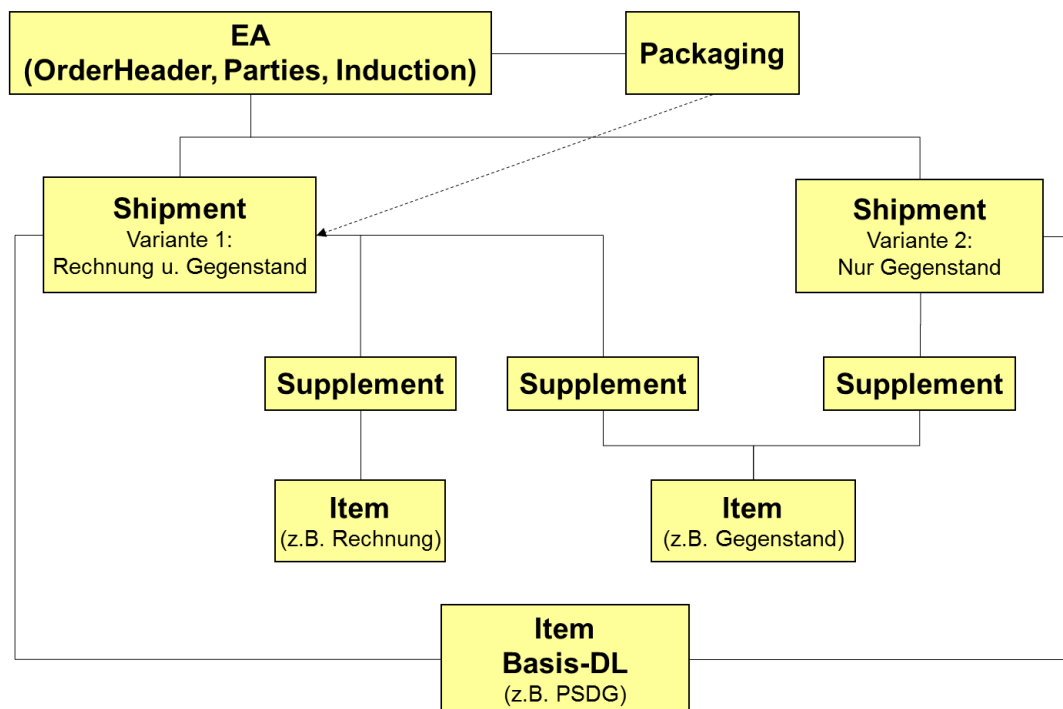 EA
(OrderHeader, Parties, Induction)
Packaging
Shipment
Variante 1:
Rechnung u. Gegenstand
Shipment
Variante 2:
Nur Gegenstand
Supplement
Supplement
Supplement
Item
(z.B. Rechnung)
Item
(z.B. Gegenstand)
Item
Basis-DL
(z.B. PSDG)